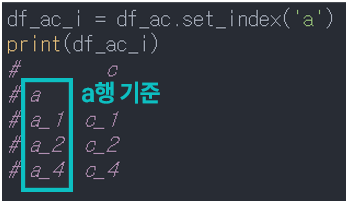 df_ac_i = df_ac.set_index('a')
print(df_ac_i)
#        c
# a a행 기준
# a_1  c_1
# a_2  c_2
# a_4  c_4